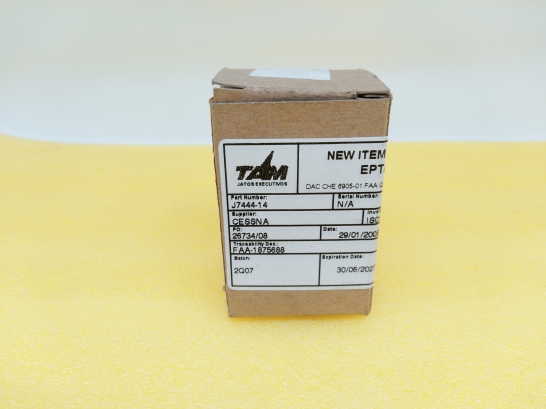 TAM
JATOS EXECUTIVOS
NEW ITEM
EPT
DAC CHE 6905-01 FAA
Part Number:
J7444-14
Serial Number:
N/A
Supplier:
CESSNA
PO:
26734/08
Date:
29/01/200
Traceability Doc.:
FAA-1875688
Batch:
2Q07
Expiration Date:
30/06/202